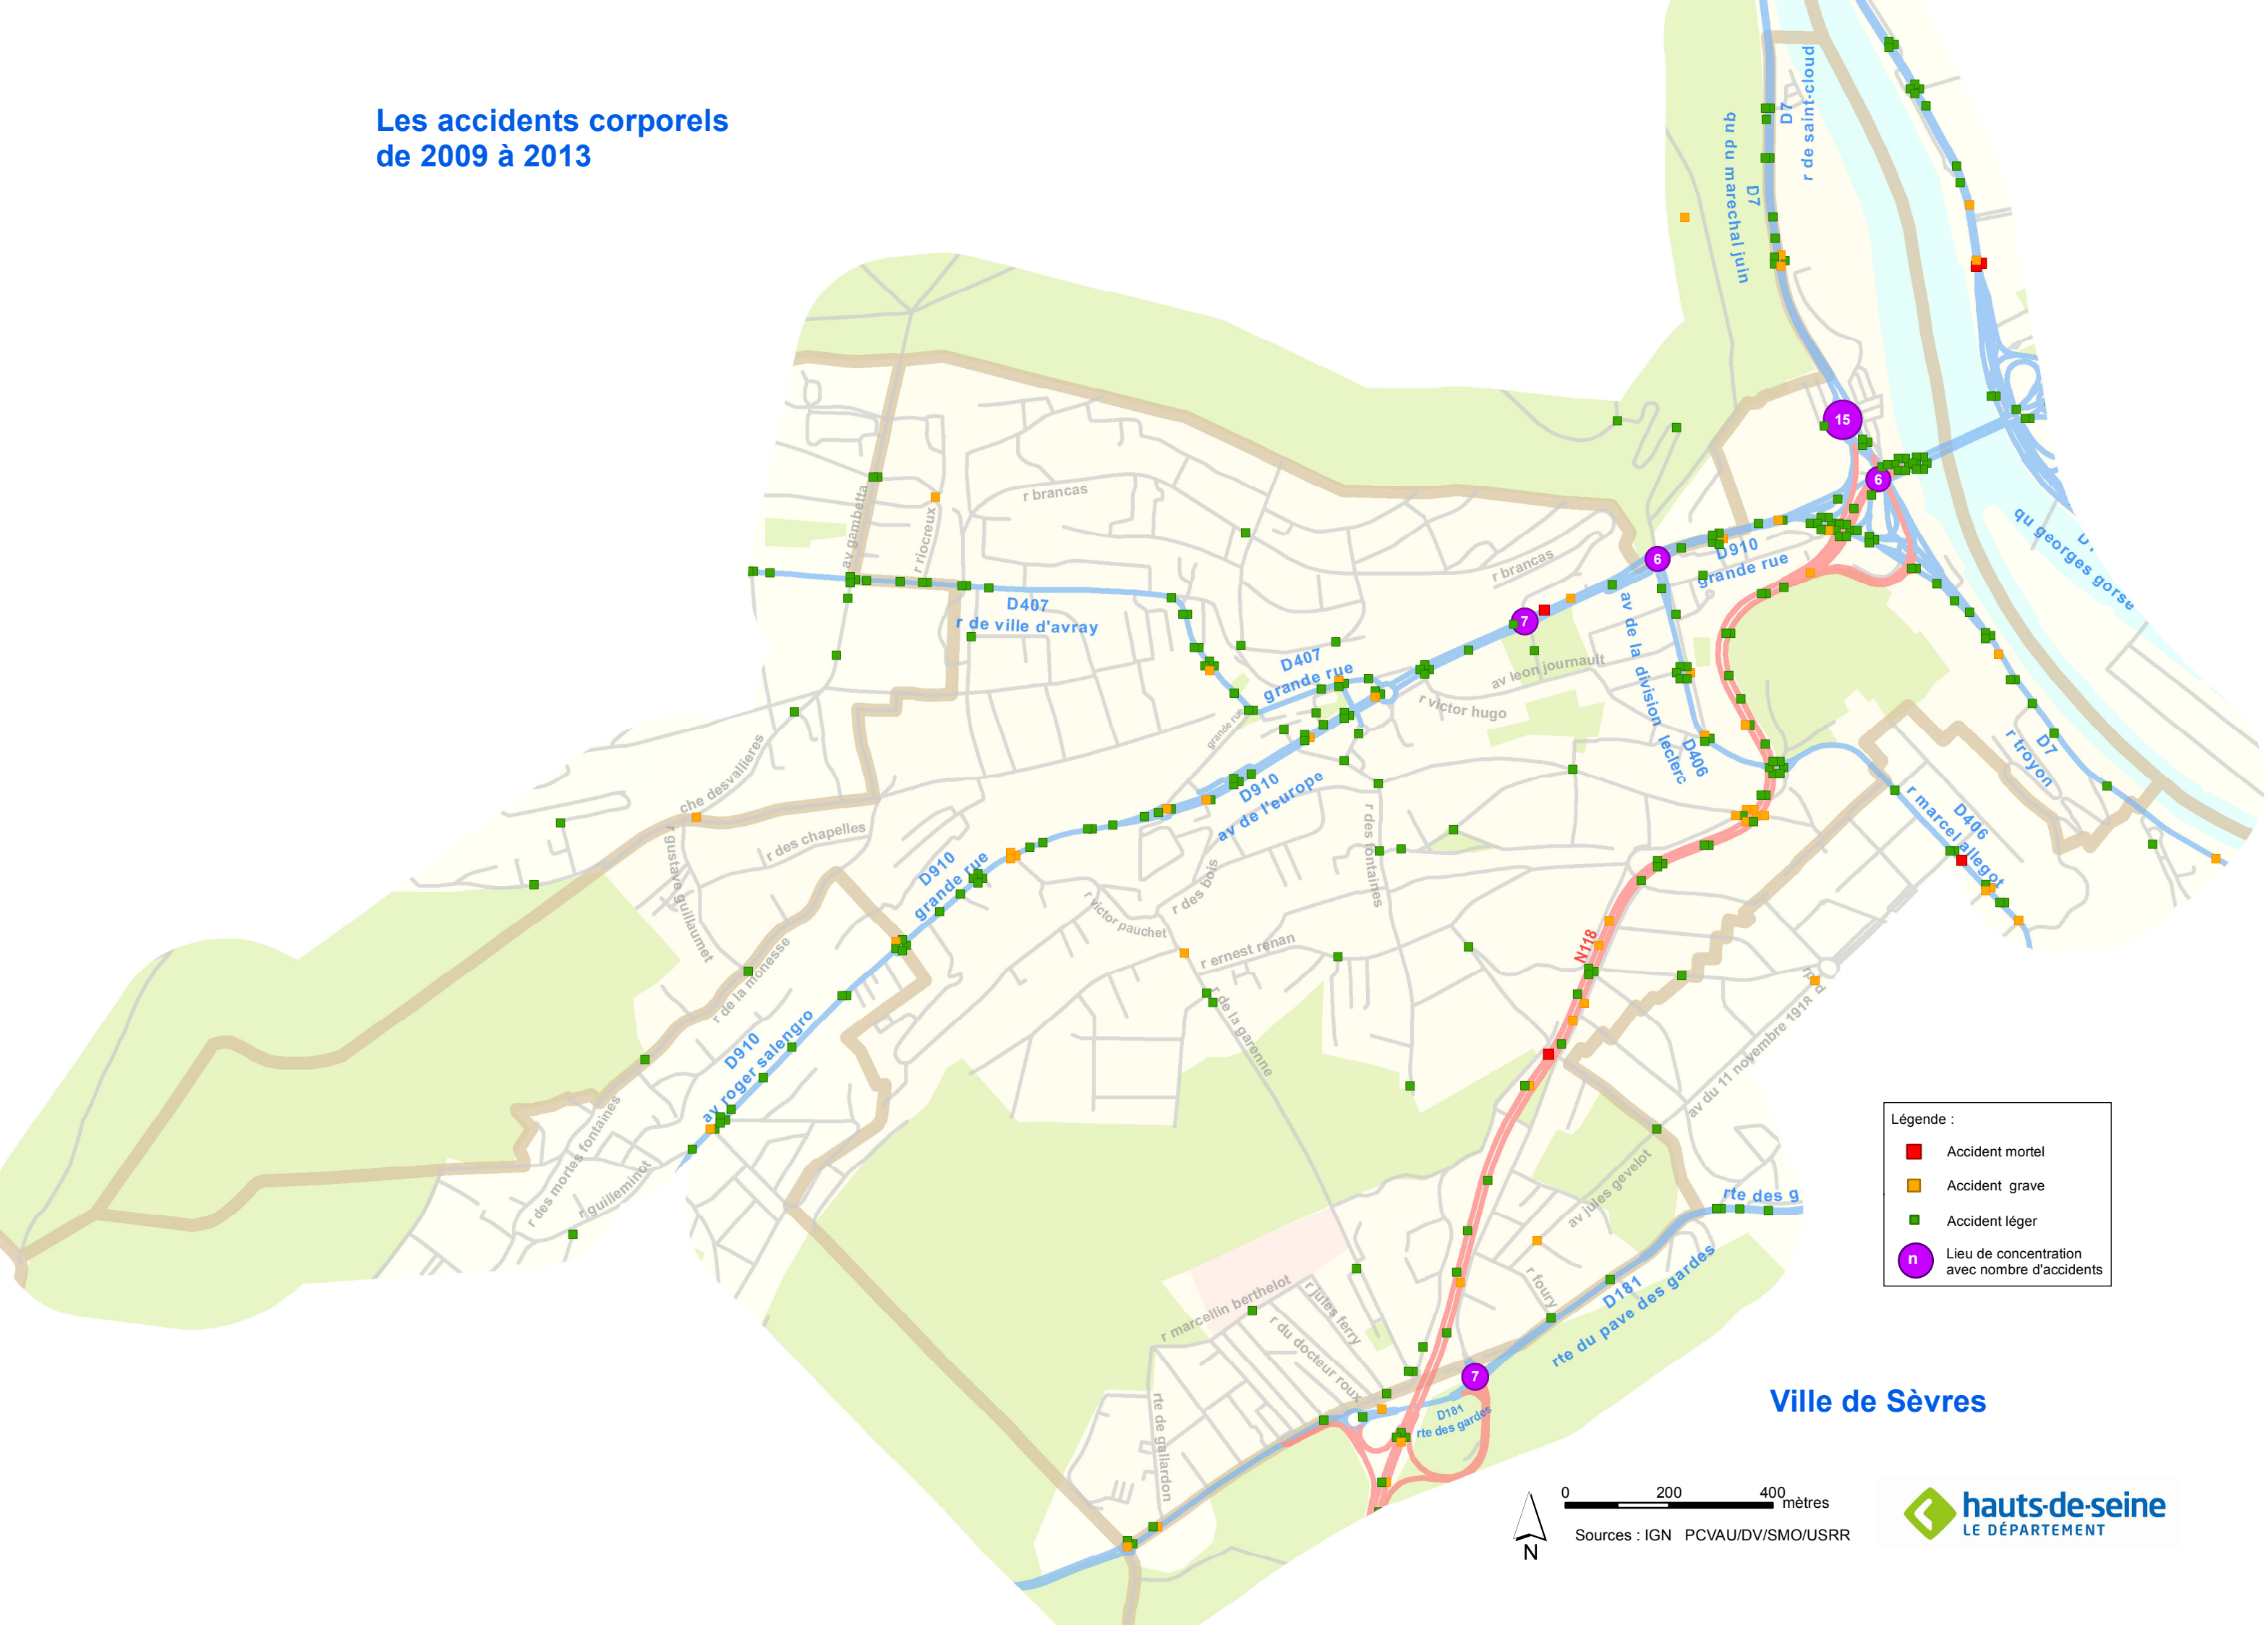 Les accidents corporels
de 2009 à 2013
D7
r de saint-cloud
qu du marechal juin
D7
15
6
6
7
qu georges gorse
r brancas
av gambetta
r riocreux
r brancas
D910
grande rue
D407
r de ville d'avray
D407
grande rue
av leon journault
r victor hugo
av de la division leclerc
D406
grande rue
D7
r troyon
che desvallieres
D910
av de l'europe
D406
r marcel allegot
r des chapelles
r gustave guillaumet
D910
grande rue
r des bois
r des fontaines
r victor pauchet
r ernest renan
N118
r de la monesse
r de la garenne
D910
av roger salengro
av du 11 novembre 1918
r des mortes fontaines
r guilleminot
av jules gevelot
rte des g
r foury
D181
rte du pave des gardes
r marcellin berthelot
r jules ferry
r du docteur roux
7
D181
rte des gardes
rte de gallardon
Légende :
Accident mortel
Accident grave
Accident léger
n
Lieu de concentration
avec nombre d'accidents
Ville de Sèvres
0 200 400
mètres
Sources : IGN PCVAU/DV/SMO/USRR
N
hauts-de-seine
LE DÉPARTEMENT